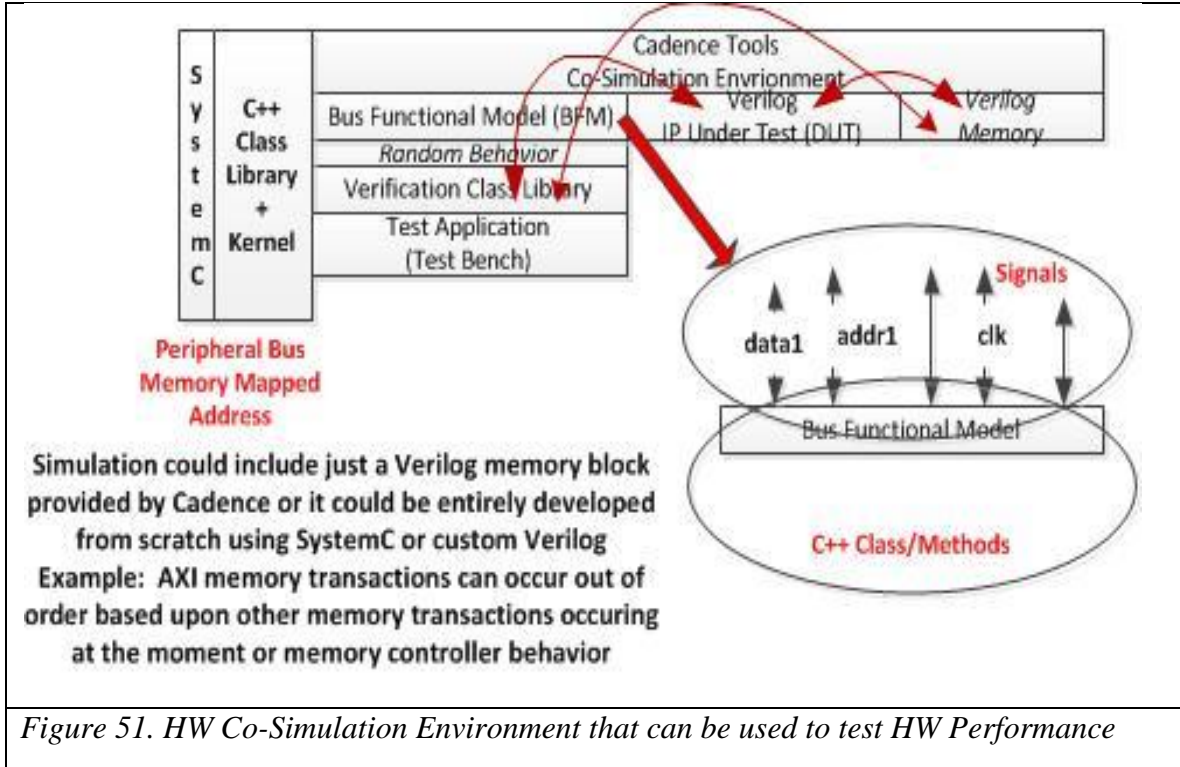 SystemC
C++
Class
Library
+
Kernel
Cadence Tools
Co-Simulation Envrionment
Bus Functional Model (BFM)
Verilog
IP Under Test (DUT)
Verilog
Memory
Random Behavior
Verification Class Library
Test Application
(Test Bench)
Signals
data1
addr1
clk
Bus Functional Model
C++ Class/Methods
Peripheral Bus
Memory Mapped
Address
Simulation could include just a Verilog memory block
provided by Cadence or it could be entirely developed
from scratch using SystemC or custom Verilog
Example: AXI memory transactions can occur out of
order based upon other memory transactions occuring
at the moment or memory controller behavior
Figure 51. HW Co-Simulation Environment that can be used to test HW Performance